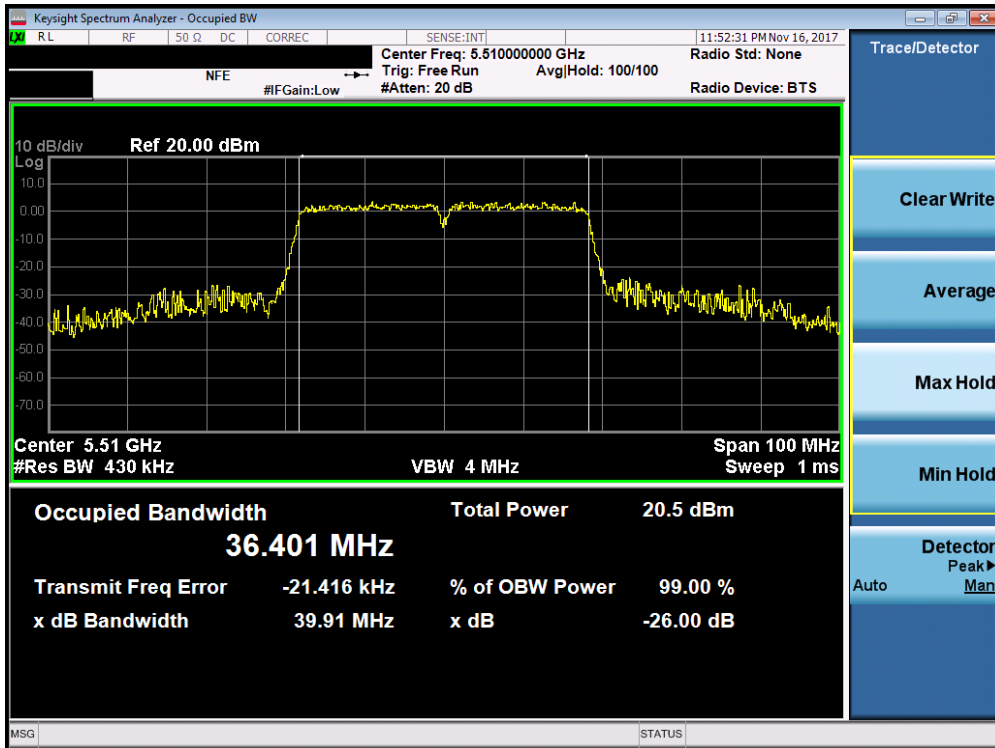 Keysight Spectrum Analyzer - Occupied BW
LXI RL RF 50 Ω DC CORREC SENSE:INT 11:52:31 PM Nov 16, 2017
Center Freq: 5.510000000 GHz Radio Std: None
NFE Trig: Free Run Avg|Hold: 100/100
#IFGain:Low #Atten: 20 dB Radio Device: BTS
10 dB/div Ref 20.00 dBm
Log
10.0
0.00
-10.0
-20.0
-30.0
-40.0
-50.0
-60.0
-70.0
Center 5.51 GHz Span 100 MHz
#Res BW 430 kHz VBW 4 MHz Sweep 1 ms
Occupied Bandwidth Total Power 20.5 dBm
36.401 MHz
Transmit Freq Error -21.416 kHz % of OBW Power 99.00 %
x dB Bandwidth 39.91 MHz x dB -26.00 dB
MSG STATUS
Trace/Detector
Clear Write
Average
Max Hold
Min Hold
Detector
Peak▶
Auto Man